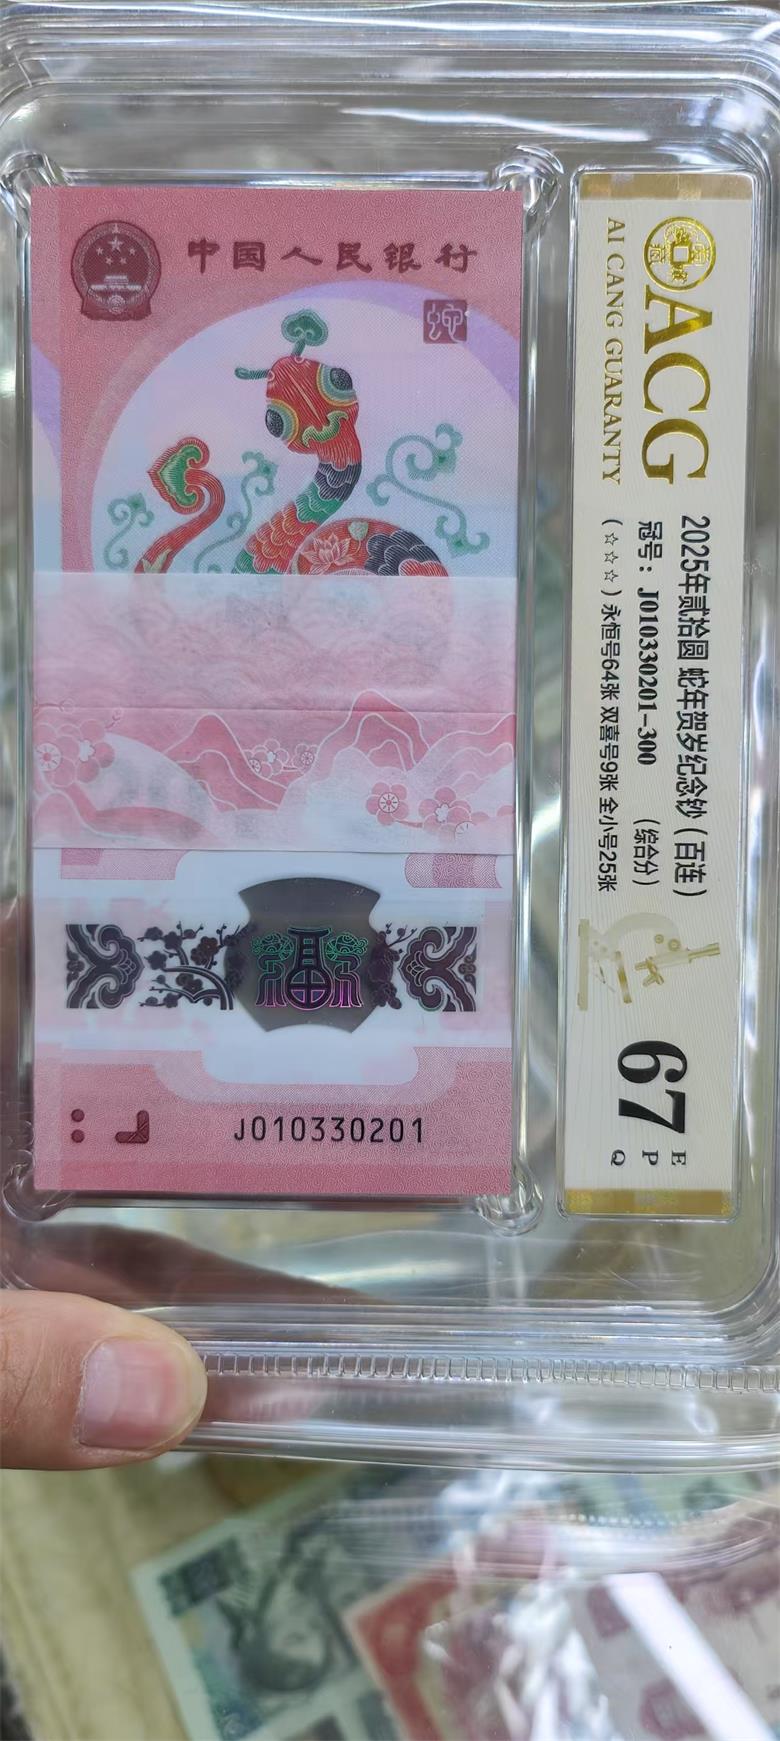 中国人民银行
蛇
福
J010330201
ACG
AI CANG GUARANTY
2025年贰拾圆 蛇年贺岁纪念钞（百连）
冠号：J010330201-300 （综合分）
（☆☆☆）永恒号64张 双喜号9张 全小号25张
67
E
P
Q